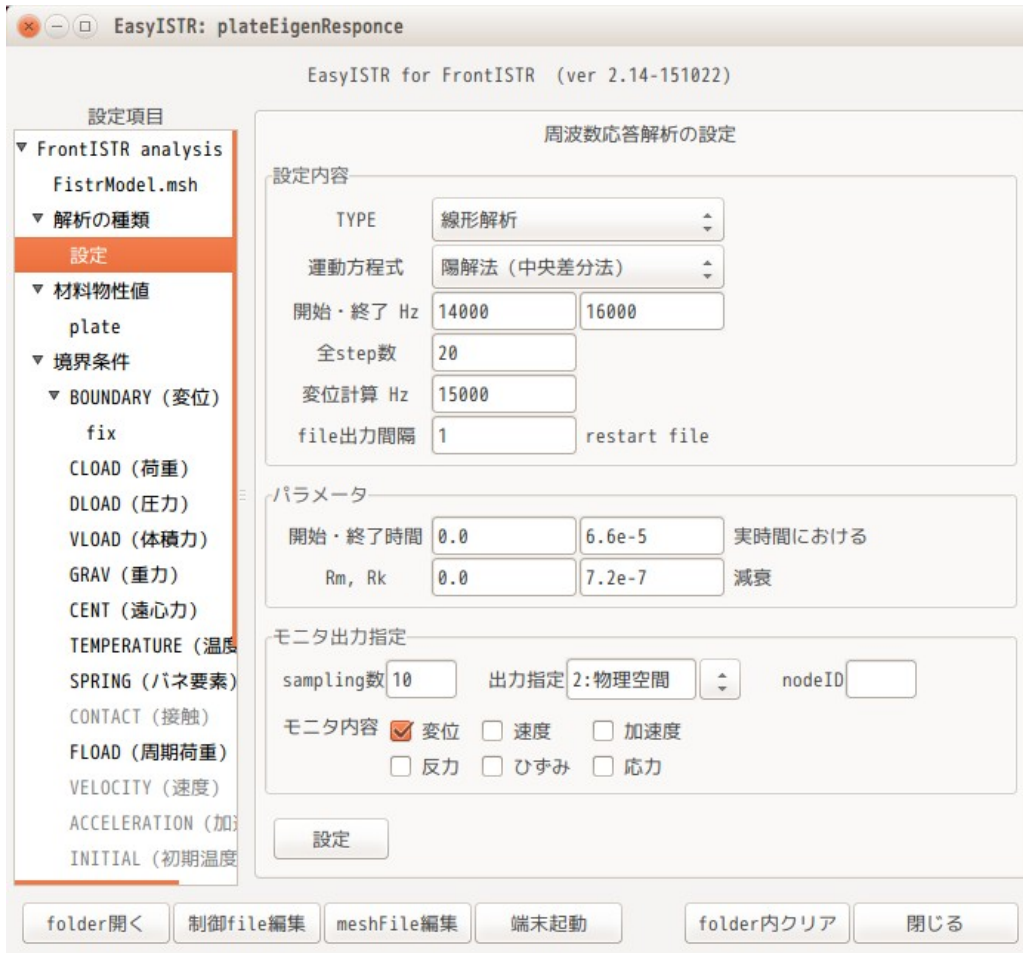 EasyISTR: plateEigenResponce
EasyISTR for FrontISTR (ver 2.14-151022)
設定項目
FrontISTR analysis
FistrModel.msh
解析の種類
設定
材料物性値
plate
境界条件
BOUNDARY (変位)
fix
CLOAD (荷重)
DLOAD (圧力)
VLOAD (体積力)
GRAV (重力)
CENT (遠心力)
TEMPERATURE (温度
SPRING (バネ要素)
CONTACT (接触)
FLOAD (周期荷重)
VELOCITY (速度)
ACCELERATION (加
INITIAL (初期温度
周波数応答解析の設定
設定内容
TYPE 線形解析
運動方程式 陽解法 (中央差分法)
開始・終了 Hz 14000 16000
全step数 20
変位計算 Hz 15000
file出力間隔 1 restart file
パラメータ
開始・終了時間 0.0 6.6e-5 実時間における
Rm, Rk 0.0 7.2e-7 減衰
モニタ出力指定
sampling数 10 出力指定 2:物理空間 nodeID
モニタ内容 変位 速度 加速度
反力 ひずみ 応力
設定
folder開く 制御file編集 meshFile編集 端末起動 folder内クリア 閉じる